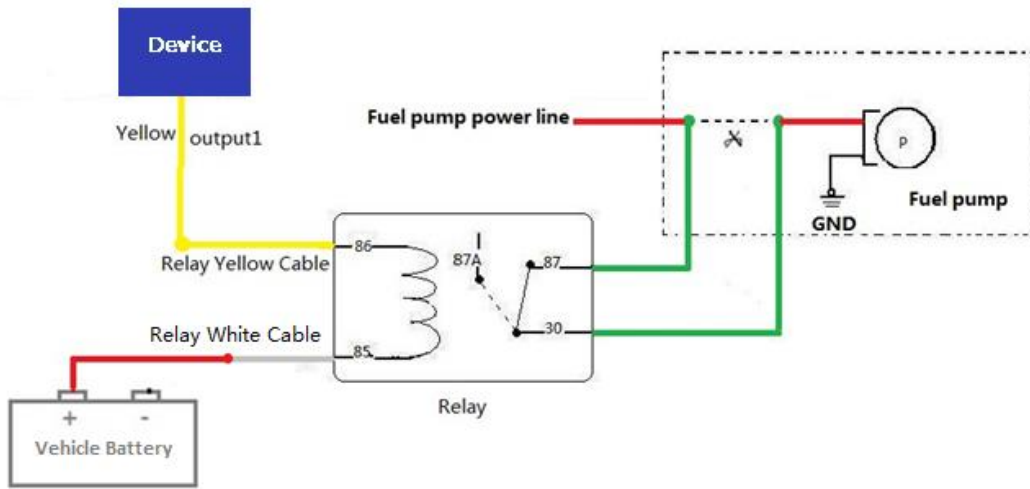 Device
Yellow
output1
Fuel pump power line
P
Fuel pump
GND
86
Relay Yellow Cable
87A
87
Relay White Cable
30
85
Relay
+ -
Vehicle Battery